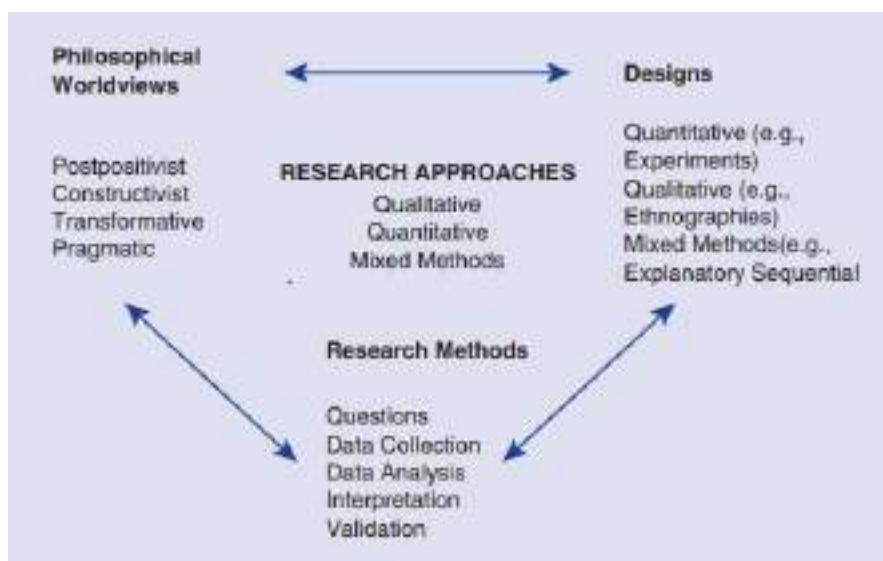 Philosophical
Worldviews
Postpositivist
Constructivist
Transformative
Pragmatic
RESEARCH APPROACHES
Qualitative
Quantitative
Mixed Methods
Designs
Quantitative (e.g.,
Experiments)
Qualitative (e.g.,
Ethnographies)
Mixed Methods(e.g.,
Explanatory Sequential
Research Methods
Questions
Data Collection
Data Analysis
Interpretation
Validation